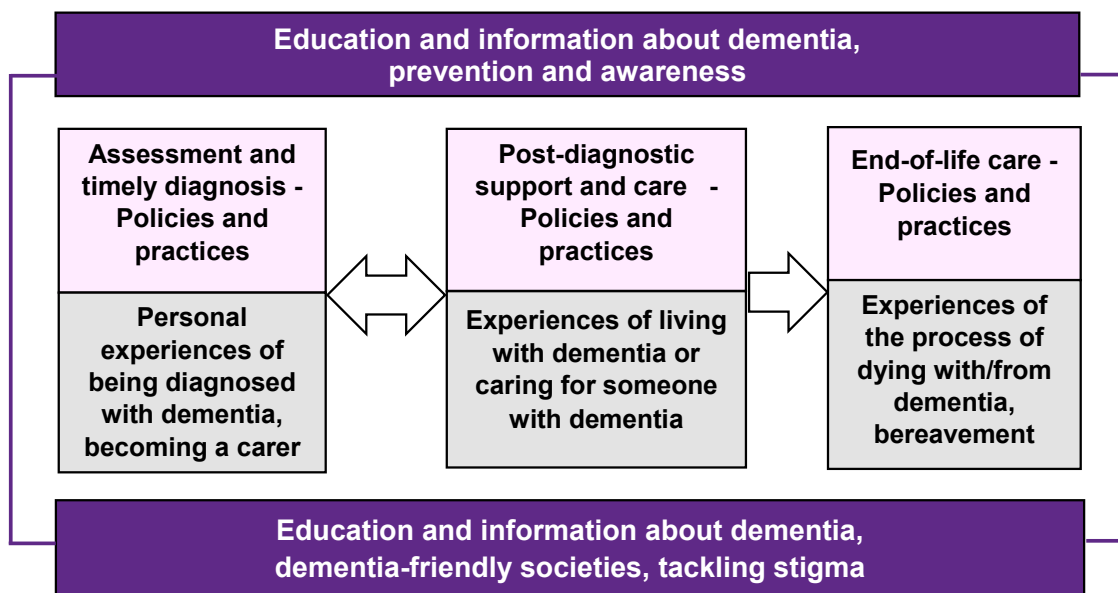 Education and information about dementia,
prevention and awareness
Assessment and
timely diagnosis -
Policies and
practices
Personal
experiences of
being diagnosed
with dementia,
becoming a carer
Post-diagnostic
support and care -
Policies and
practices
Experiences of living
with dementia or
caring for someone
with dementia
End-of-life care -
Policies and
practices
Experiences of
the process of
dying with/from
dementia,
bereavement
Education and information about dementia,
dementia-friendly societies, tackling stigma